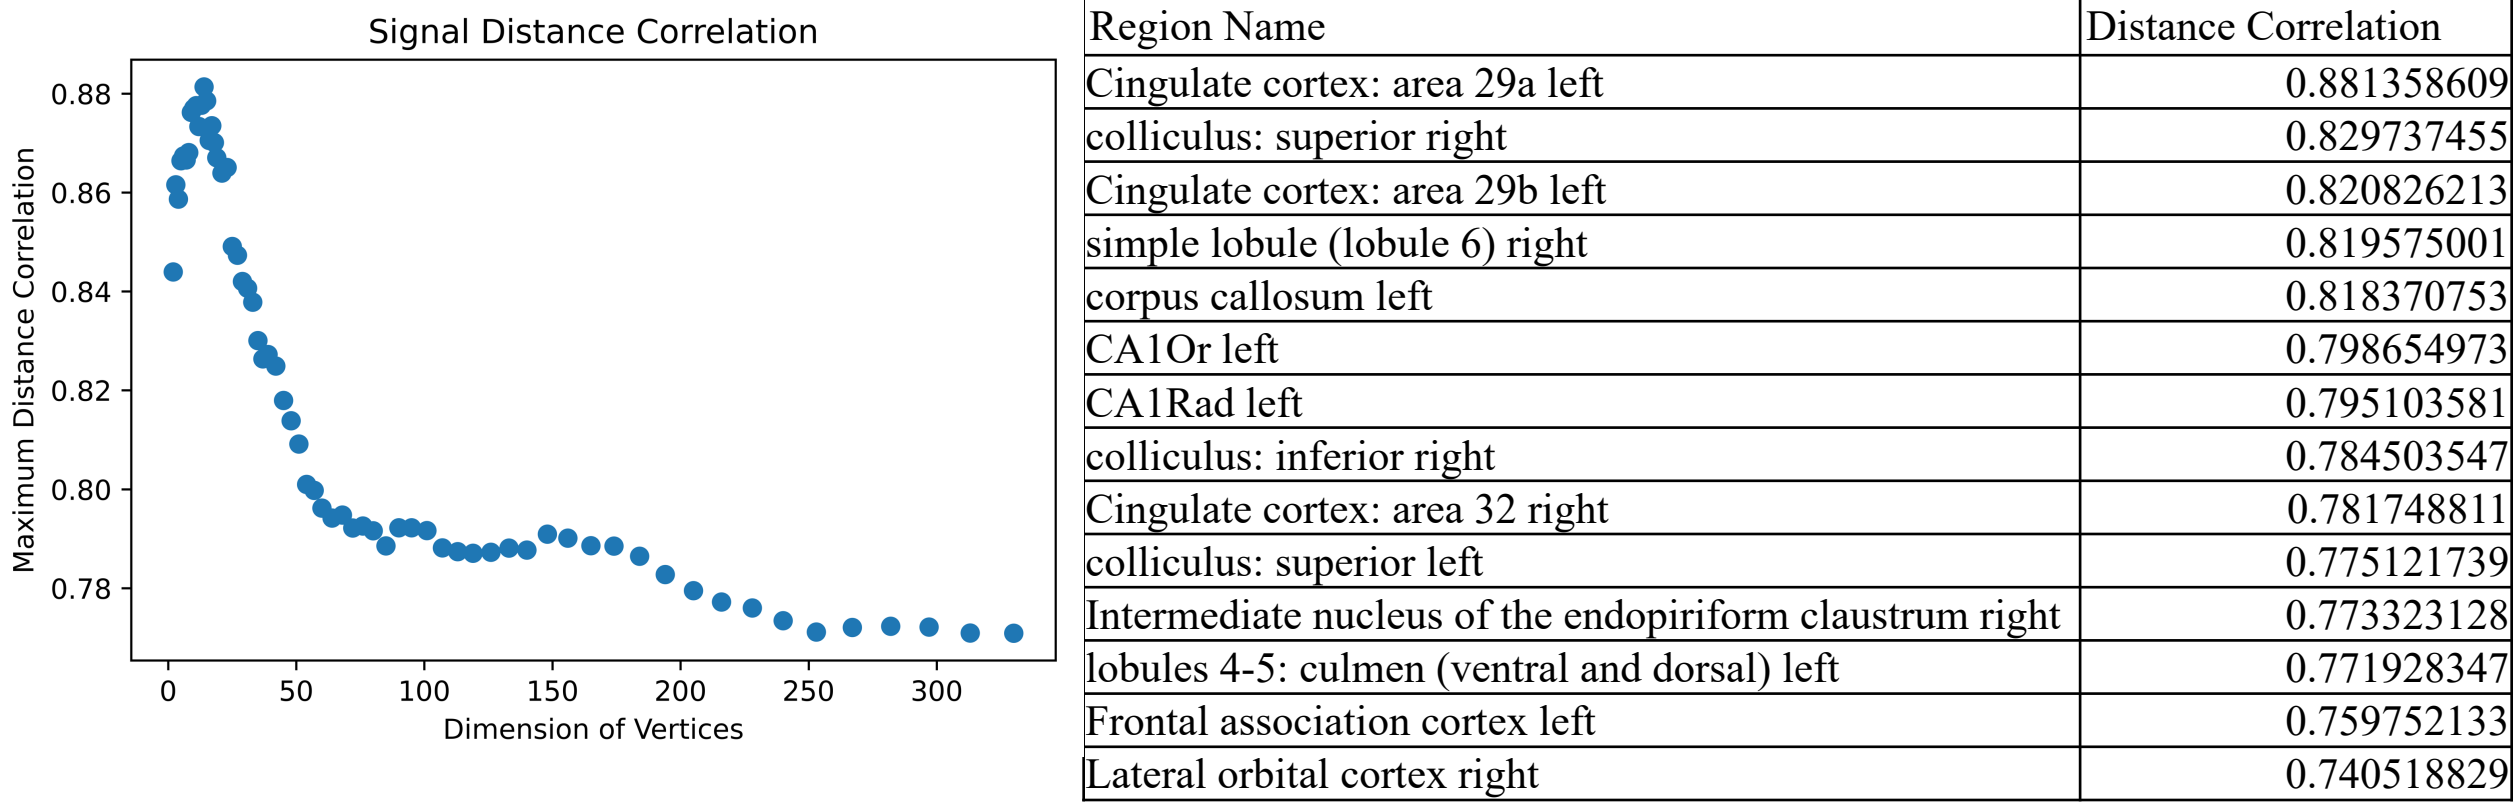 Signal Distance Correlation
Maximum Distance Correlation
0.88
0.86
0.84
0.82
0.80
0.78
0 50 100 150 200 250 300
Dimension of Vertices
Region Name Distance Correlation
Cingulate cortex: area 29a left 0.881358609
colliculus: superior right 0.829737455
Cingulate cortex: area 29b left 0.820826213
simple lobule (lobule 6) right 0.819575001
corpus callosum left 0.818370753
CA1Or left 0.798654973
CA1Rad left 0.795103581
colliculus: inferior right 0.784503547
Cingulate cortex: area 32 right 0.781748811
colliculus: superior left 0.775121739
Intermediate nucleus of the endopiriform claustrum right 0.773323128
lobules 4-5: culmen (ventral and dorsal) left 0.771928347
Frontal association cortex left 0.759752133
Lateral orbital cortex right 0.740518829